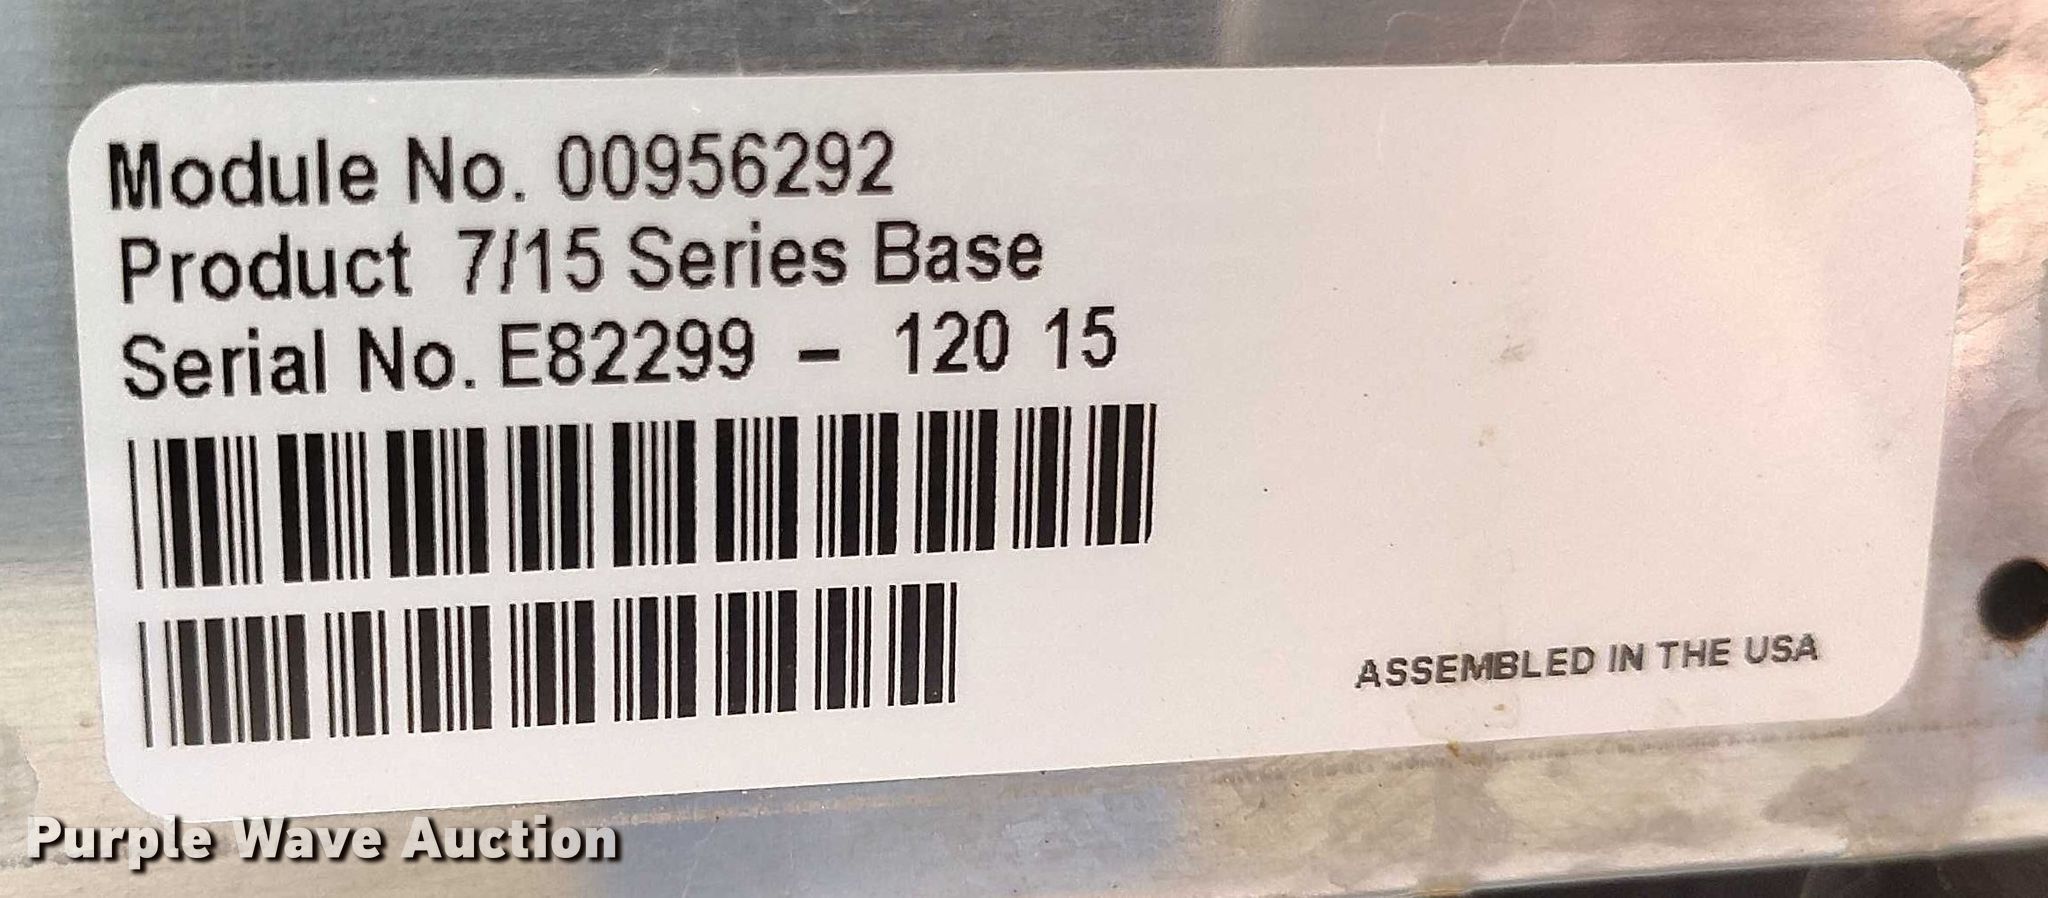 Module No. 00956292
Product 7/15 Series Base
Serial No. E82299 – 120 15
ASSEMBLED IN THE USA
Purple Wave Auction